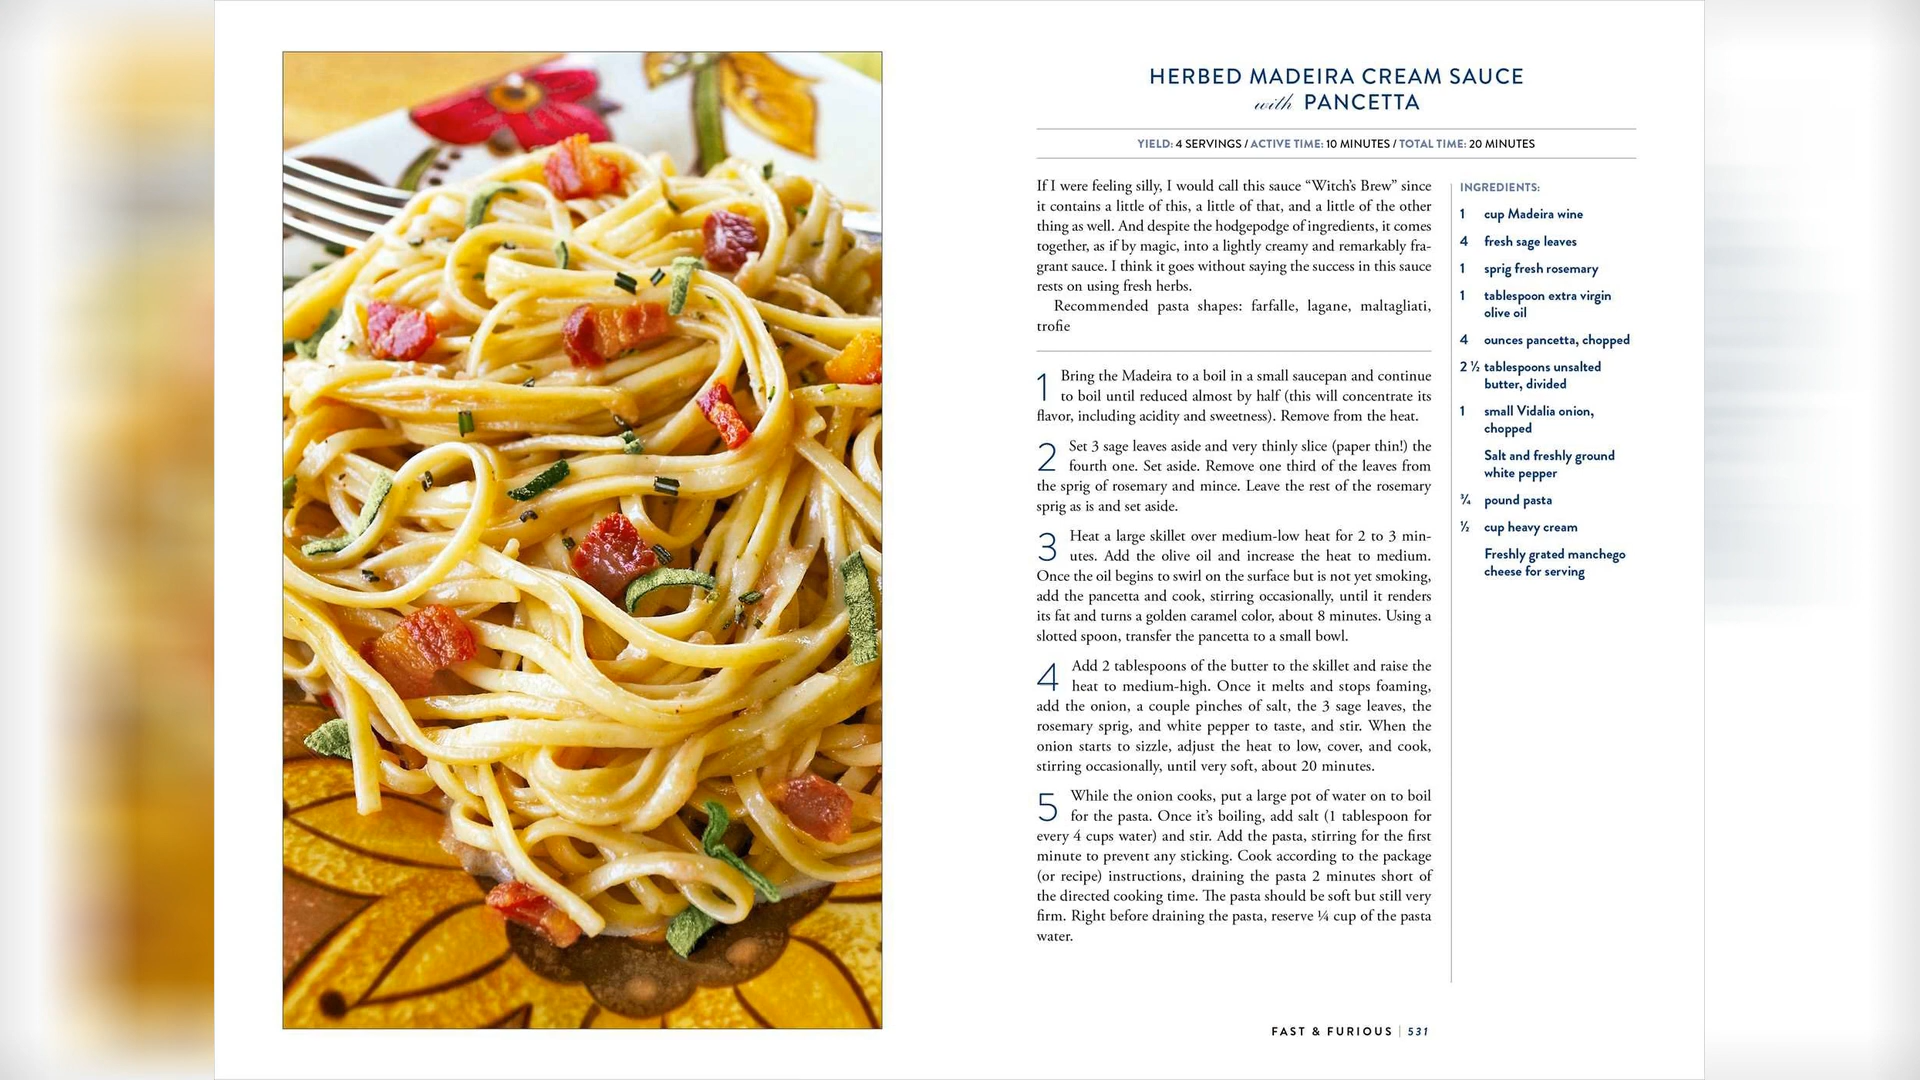 HERBED MADEIRA CREAM SAUCE
with PANCETTA
YIELD: 4 SERVINGS / ACTIVE TIME: 10 MINUTES / TOTAL TIME: 20 MINUTES
If I were feeling silly, I would call this sauce “Witch’s Brew” since
it contains a little of this, a little of that, and a little of the other
thing as well. And despite the hodgepodge of ingredients, it comes
together, as if by magic, into a lightly creamy and remarkably fra-
grant sauce. I think it goes without saying the success in this sauce
rests on using fresh herbs.
Recommended pasta shapes: farfalle, lagane, maltagliati,
trofie
1 Bring the Madeira to a boil in a small saucepan and continue
to boil until reduced almost by half (this will concentrate its
flavor, including acidity and sweetness). Remove from the heat.
2 Set 3 sage leaves aside and very thinly slice (paper thin!) the
fourth one. Set aside. Remove one third of the leaves from
the sprig of rosemary and mince. Leave the rest of the rosemary
sprig as is and set aside.
3 Heat a large skillet over medium-low heat for 2 to 3 min-
utes. Add the olive oil and increase the heat to medium.
Once the oil begins to swirl on the surface but is not yet smoking,
add the pancetta and cook, stirring occasionally, until it renders
its fat and turns a golden caramel color, about 8 minutes. Using a
slotted spoon, transfer the pancetta to a small bowl.
4 Add 2 tablespoons of the butter to the skillet and raise the
heat to medium-high. Once it melts and stops foaming,
add the onion, a couple pinches of salt, the 3 sage leaves, the
rosemary sprig, and white pepper to taste, and stir. When the
onion starts to sizzle, adjust the heat to low, cover, and cook,
stirring occasionally, until very soft, about 20 minutes.
5 While the onion cooks, put a large pot of water on to boil
for the pasta. Once it’s boiling, add salt (1 tablespoon for
every 4 cups water) and stir. Add the pasta, stirring for the first
minute to prevent any sticking. Cook according to the package
(or recipe) instructions, draining the pasta 2 minutes short of
the directed cooking time. The pasta should be soft but still very
firm. Right before draining the pasta, reserve ¼ cup of the pasta
water.
INGREDIENTS:
1 cup Madeira wine
4 fresh sage leaves
1 sprig fresh rosemary
1 tablespoon extra virgin
olive oil
4 ounces pancetta, chopped
2 ½ tablespoons unsalted
butter, divided
1 small Vidalia onion,
chopped
Salt and freshly ground
white pepper
¾ pound pasta
½ cup heavy cream
Freshly grated manchego
cheese for serving
FAST & FURIOUS | 531